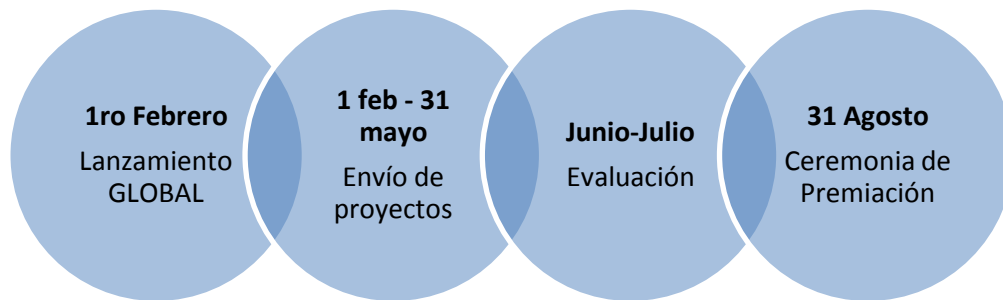 1ro Febrero
Lanzamiento
GLOBAL
1 feb - 31
mayo
Envío de
proyectos
Junio-Julio
Evaluación
31 Agosto
Ceremonia de
Premiación